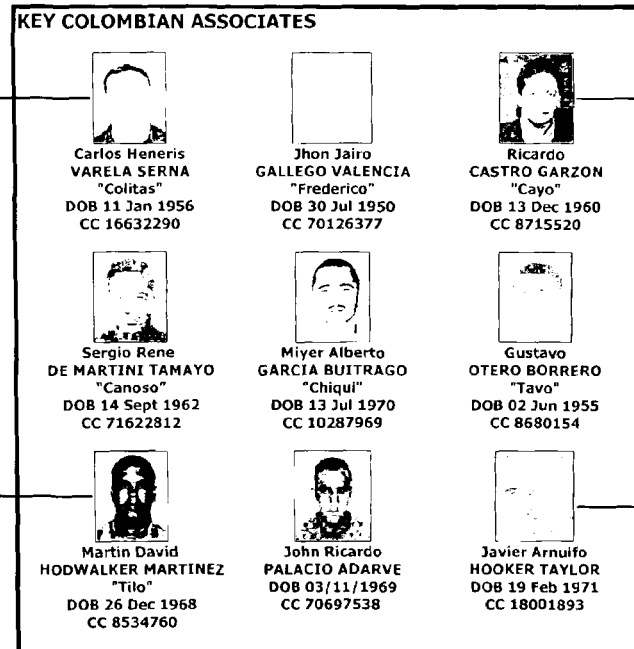 KEY COLOMBIAN ASSOCIATES
Carlos Heneris
VARELA SERNA
"Colitas"
DOB 11 Jan 1956
CC 16632290
Jhon Jairo
GALLEGO VALENCIA
"Frederico"
DOB 30 Jul 1950
CC 70126377
Ricardo
CASTRO GARZON
"Cayo"
DOB 13 Dec 1960
CC 8715520
Sergio Rene
DE MARTINI TAMAYO
"Canoso"
DOB 14 Sept 1962
CC 71622812
Miyer Alberto
GARCIA BUITRAGO
"Chiqui"
DOB 13 Jul 1970
CC 10287969
Gustavo
OTERO BORRERO
"Tavo"
DOB 02 Jun 1955
CC 8680154
Martin David
HODWALKER MARTINEZ
"Tilo"
DOB 26 Dec 1968
CC 8534760
John Ricardo
PALACIO ADARVE
DOB 03/11/1969
CC 70697538
Javier Arnulfo
HOOKER TAYLOR
DOB 19 Feb 1971
CC 18001893